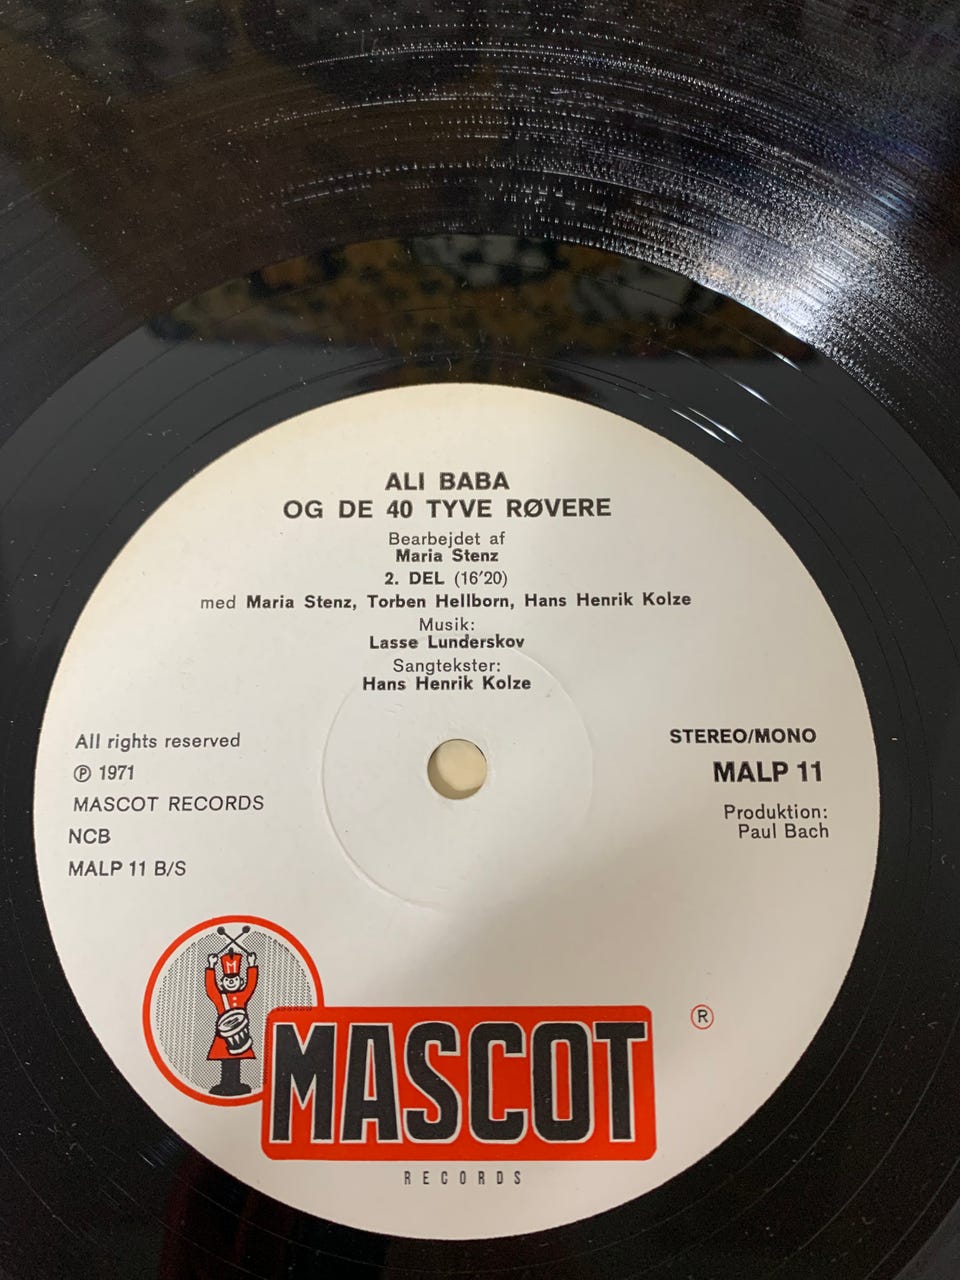 ALI BABA
OG DE 40 TYVE RØVERE
Bearbejdet af
Maria Stenz
2. DEL (16'20)
med Maria Stenz, Torben Hellborn, Hans Henrik Kolze
Musik:
Lasse Lunderskov
Sangtekster:
Hans Henrik Kolze
All rights reserved
Ⓟ 1971
MASCOT RECORDS
NCB
MALP 11 B/S
STEREO/MONO
MALP 11
Produktion:
Paul Bach
M
MASCOT
®
RECORDS